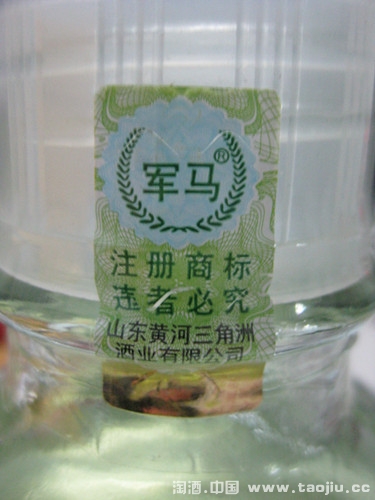 军马®
注册商标
违者必究
山东黄河三角洲
酒业有限公司
淘酒.中国 www.taojiu.cc